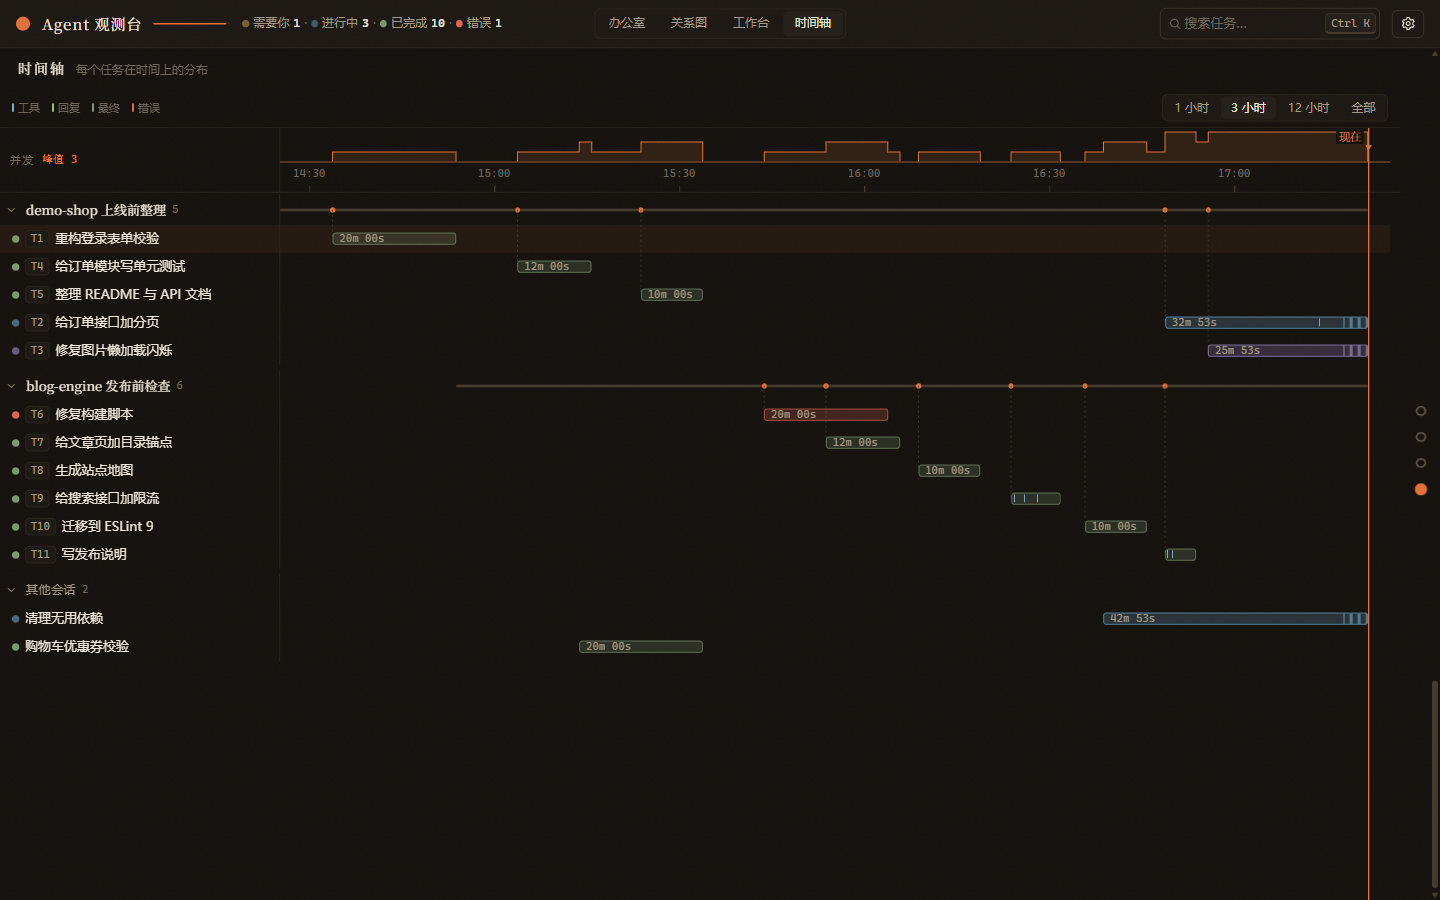 Agent 观测台
需要你 1 · 进行中 3 · 已完成 10 · 错误 1
办公室 关系图 工作台 时间轴
搜索任务... Ctrl K
时间轴 每个任务在时间上的分布
工具 回复 最终 错误
1 小时 3 小时 12 小时 全部
并发 峰值 3
现在
14:30 15:00 15:30 16:00 16:30 17:00
demo-shop 上线前整理 5
T1 重构登录表单校验 20m 00s
T4 给订单模块写单元测试 12m 00s
T5 整理 README 与 API 文档 10m 00s
T2 给订单接口加分页 32m 53s
T3 修复图片懒加载闪烁 25m 53s
blog-engine 发布前检查 6
T6 修复构建脚本 20m 00s
T7 给文章页加目录锚点 12m 00s
T8 生成站点地图 10m 00s
T9 给搜索接口加限流
T10 迁移到 ESLint 9 10m 00s
T11 写发布说明
其他会话 2
清理无用依赖 42m 53s
购物车优惠券校验 20m 00s